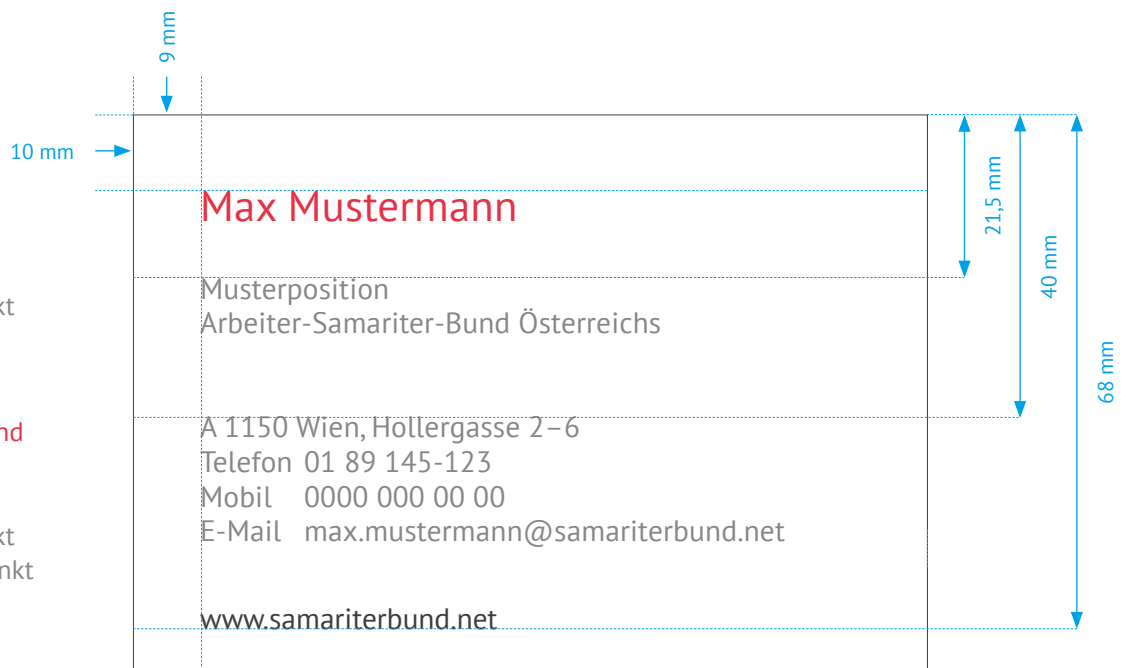 9 mm
10 mm
Max Mustermann
21,5 mm
40 mm
68 mm
Musterposition
Arbeiter-Samariter-Bund Österreichs
A 1150 Wien, Hollergasse 2–6
Telefon 01 89 145-123
Mobil 0000 000 00 00
E-Mail max.mustermann@samariterbund.net
www.samariterbund.net